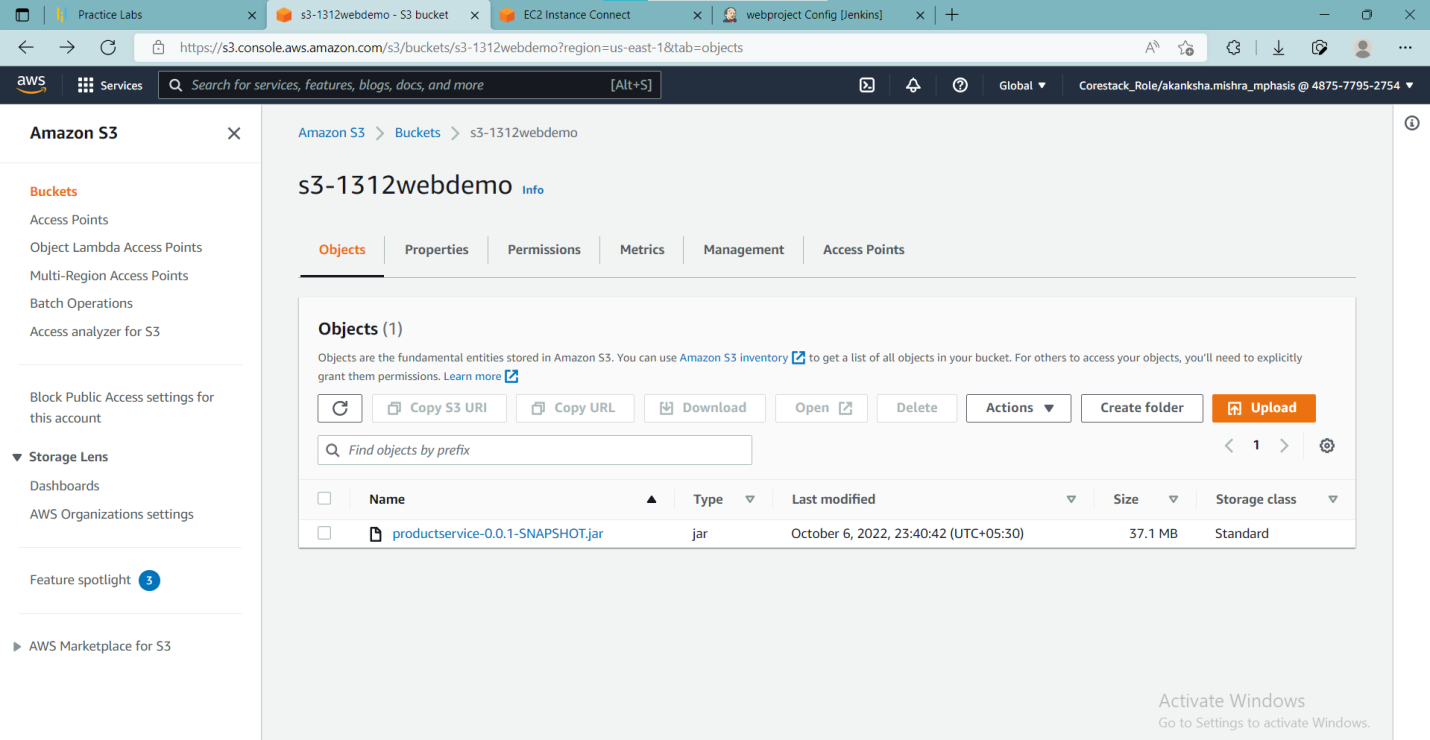 Practice Labs
s3-1312webdemo - S3 bucket
EC2 Instance Connect
webproject Config [Jenkins]
https://s3.console.aws.amazon.com/s3/buckets/s3-1312webdemo?region=us-east-1&tab=objects
aws
Services
Search for services, features, blogs, docs, and more
[Alt+S]
Global
Corestack_Role/akanksha.mishra_mphasis @ 4875-7795-2754
Amazon S3
Buckets
Access Points
Object Lambda Access Points
Multi-Region Access Points
Batch Operations
Access analyzer for S3
Block Public Access settings for
this account
Storage Lens
Dashboards
AWS Organizations settings
Feature spotlight 3
AWS Marketplace for S3
Amazon S3 > Buckets > s3-1312webdemo
s3-1312webdemo Info
Objects
Properties
Permissions
Metrics
Management
Access Points
Objects (1)
Objects are the fundamental entities stored in Amazon S3. You can use Amazon S3 inventory to get a list of all objects in your bucket. For others to access your objects, you'll need to explicitly
grant them permissions. Learn more
Copy S3 URI
Copy URL
Download
Open
Delete
Actions
Create folder
Upload
Find objects by prefix
1
Name Type Last modified Size Storage class
productservice-0.0.1-SNAPSHOT.jar jar October 6, 2022, 23:40:42 (UTC+05:30) 37.1 MB Standard
Activate Windows
Go to Settings to activate Windows.